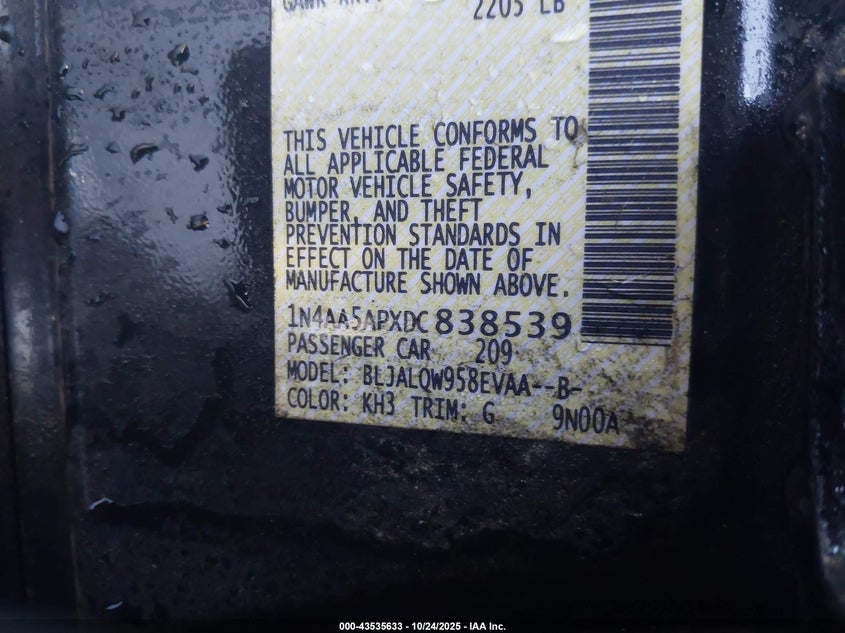 2205 LB
THIS VEHICLE CONFORMS TO
ALL APPLICABLE FEDERAL
MOTOR VEHICLE SAFETY,
BUMPER, AND THEFT
PREVENTION STANDARDS IN
EFFECT ON THE DATE OF
MANUFACTURE SHOWN ABOVE.
1N4AA5APXDC838539
PASSENGER CAR 209
MODEL: BLJALQW958EVAA--B-
COLOR: KH3 TRIM: G 9N00A
000-43535633 - 10/24/2025 - IAA Inc.